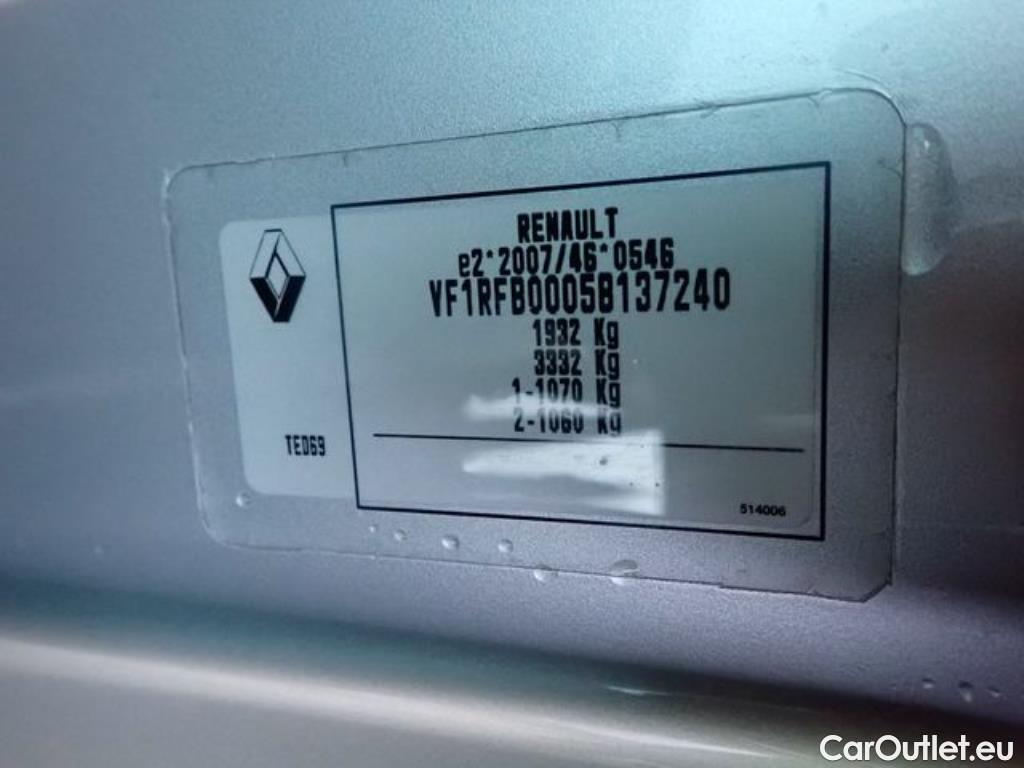 RENAULT
e2*2007/46*0546
VF1RFB00058137240
1932 Kg
3332 Kg
1-1070 Kg
2-1060 Kg
TED69
514006
CarOutlet.eu